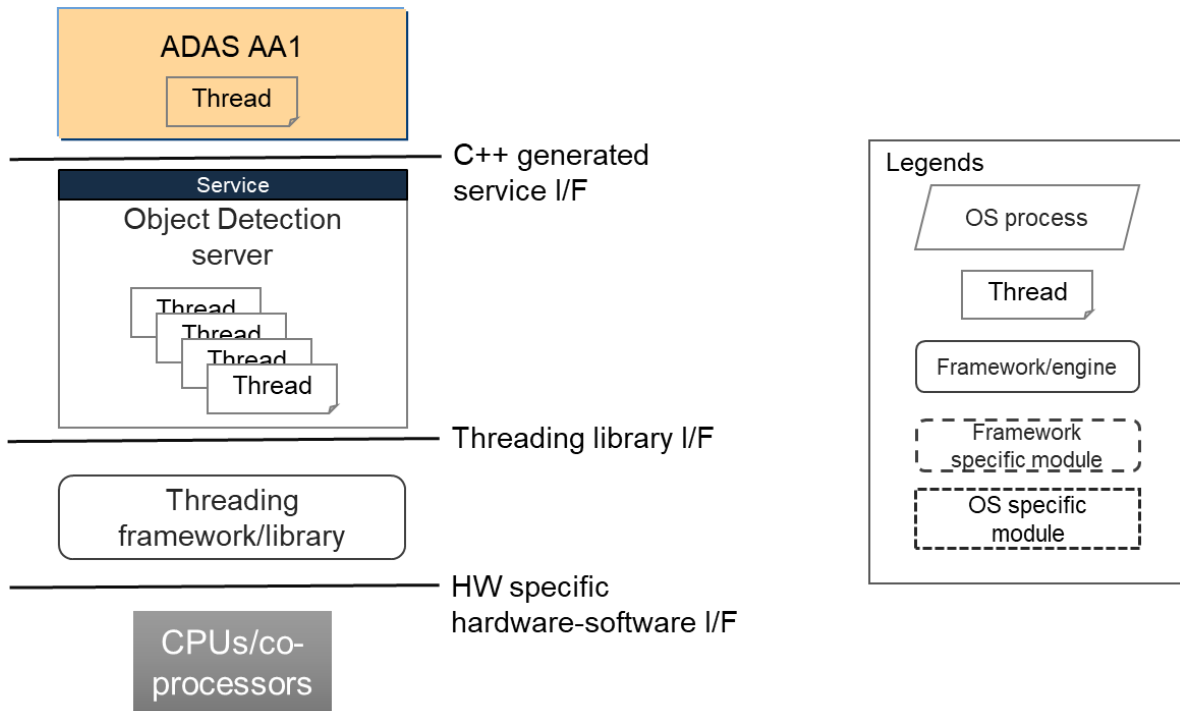 ADAS AA1
Thread
C++ generated
service I/F
Service
Object Detection
server
Thread
Thread
Thread
Thread
Threading library I/F
Threading
framework/library
HW specific
hardware-software I/F
CPUs/co-
processors
Legends
OS process
Thread
Framework/engine
Framework
specific module
OS specific
module